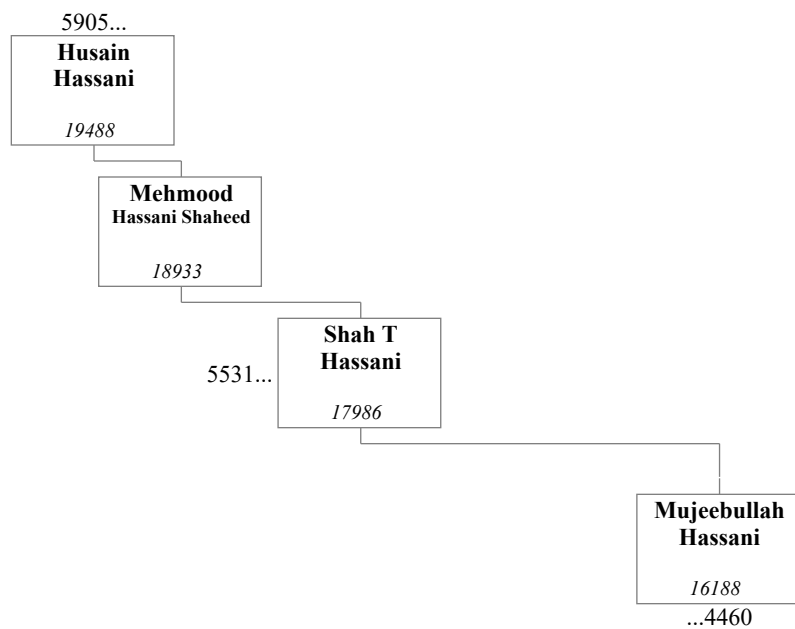 5905...
Husain
Hassani
19488
Mehmood
Hassani Shaheed
18933
Shah T
Hassani
5531...
17986
Mujeebullah
Hassani
16188
...4460